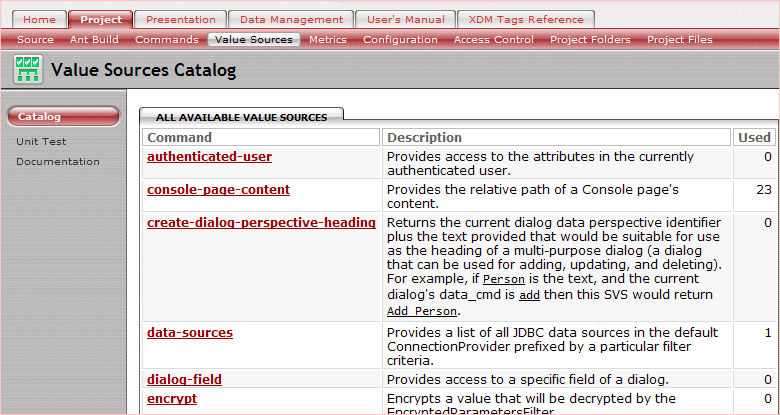 Home Project Presentation Data Management User's Manual XDM Tags Reference
Source Ant Build Commands Value Sources Metrics Configuration Access Control Project Folders Project Files
Value Sources Catalog
Catalog
Unit Test
Documentation
ALL AVAILABLE VALUE SOURCES
Command Description Used
authenticated-user Provides access to the attributes in the currently 0
authenticated user.
console-page-content Provides the relative path of a Console page's 23
content.
create-dialog-perspective-heading Returns the current dialog data perspective identifier 0
plus the text provided that would be suitable for use
as the heading of a multi-purpose dialog (a dialog
that can be used for adding, updating, and deleting).
For example, if Person is the text, and the current
dialog's data_cmd is add then this SVS would return
Add Person.
data-sources Provides a list of all JDBC data sources in the default 1
ConnectionProvider prefixed by a particular filter
criteria.
dialog-field Provides access to a specific field of a dialog. 0
encrypt Encrypts a value that will be decrypted by the 0
EncryptedParametersFilter